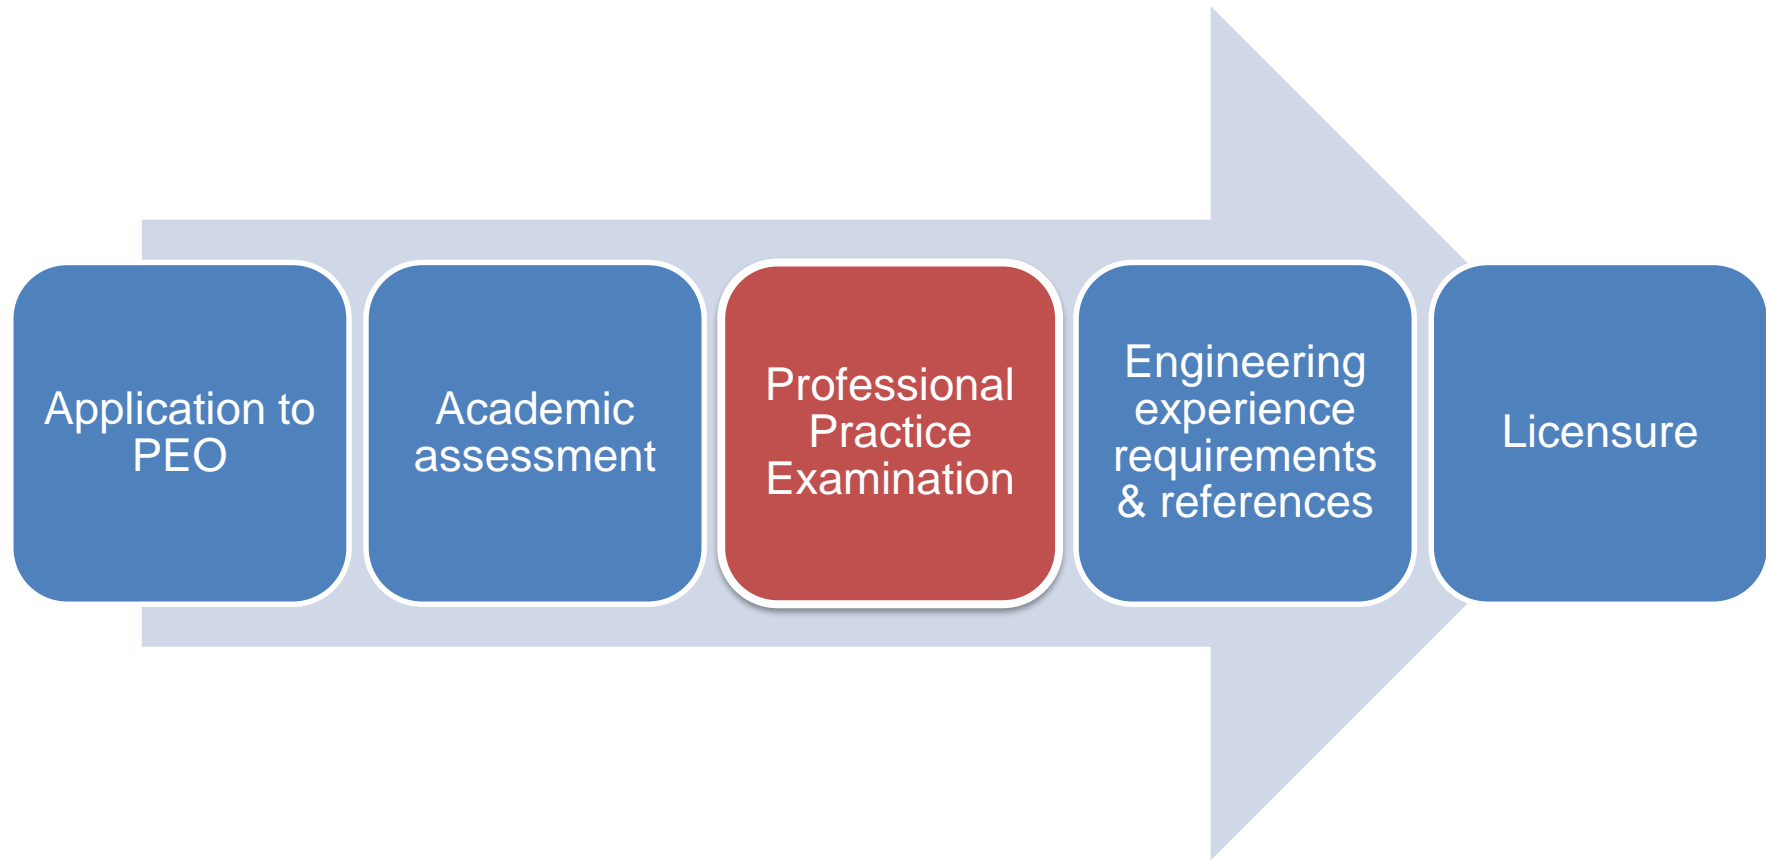 Application to
PEO
Academic
assessment
Professional
Practice
Examination
Engineering
experience
requirements
& references
Licensure